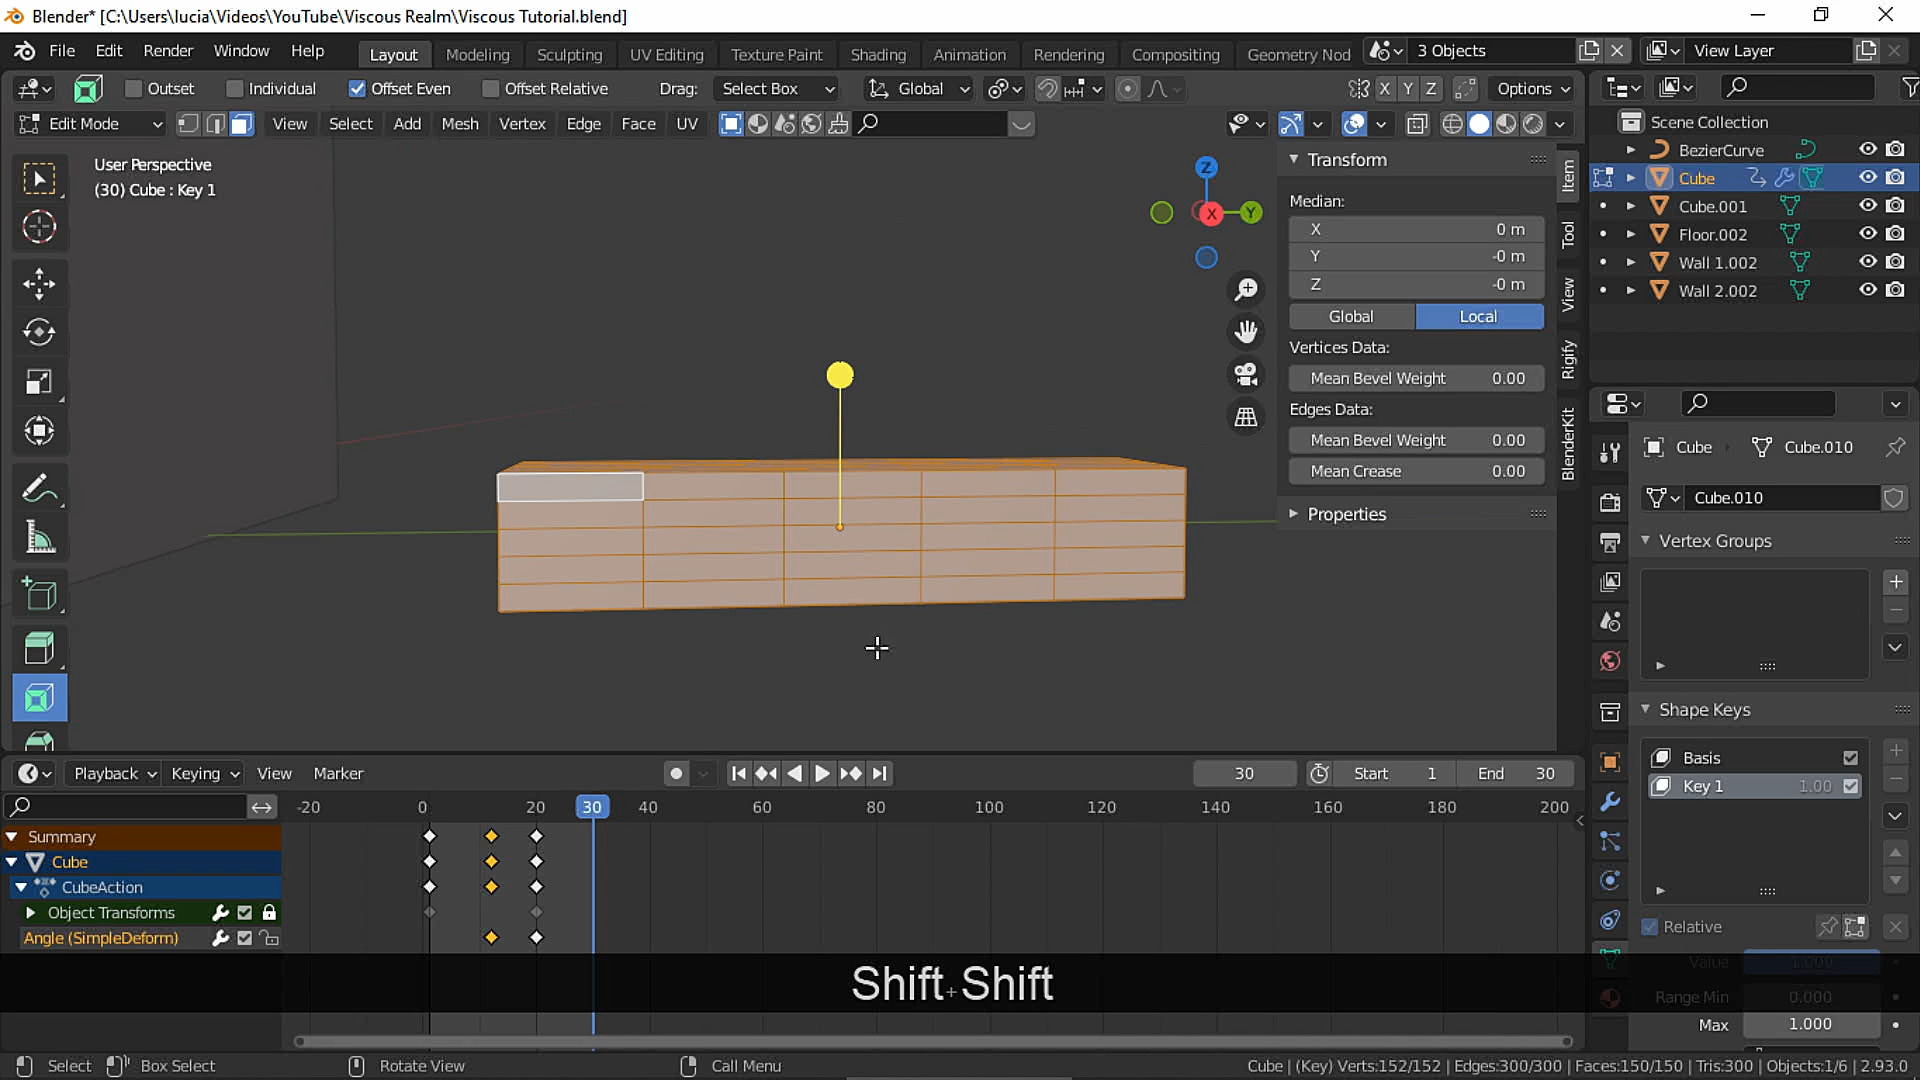 Blender* [C:\Users\lucia\Videos\YouTube\Viscous Realm\Viscous Tutorial.blend]
File Edit Render Window Help Layout Modeling Sculpting UV Editing Texture Paint Shading Animation Rendering Compositing Geometry Nod 3 Objects View Layer
Outset Individual Offset Even Offset Relative Drag: Select Box Global X Y Z Options
Edit Mode View Select Add Mesh Vertex Edge Face UV
User Perspective
(30) Cube : Key 1
Z
X
Y
Transform
Median:
X 0 m
Y -0 m
Z -0 m
Global Local
Vertices Data:
Mean Bevel Weight 0.00
Edges Data:
Mean Bevel Weight 0.00
Mean Crease 0.00
Properties
Item
Tool
View
Rigify
BlenderKit
Scene Collection
BezierCurve
Cube
Cube.001
Floor.002
Wall 1.002
Wall 2.002
Cube Cube.010
Cube.010
Vertex Groups
Shape Keys
Basis
Key 1 1.00
Relative
Value 1.000
Range Min 0.000
Max 1.000
Playback Keying View Marker 30 Start 1 End 30
-20 0 20 30 40 60 80 100 120 140 160 180 200
Summary
Cube
CubeAction
Object Transforms
Angle (SimpleDeform)
Shift+Shift
Select Box Select Rotate View Call Menu Cube | (Key) Verts:152/152 | Edges:300/300 | Faces:150/150 | Tris:300 | Objects:1/6 | 2.93.0